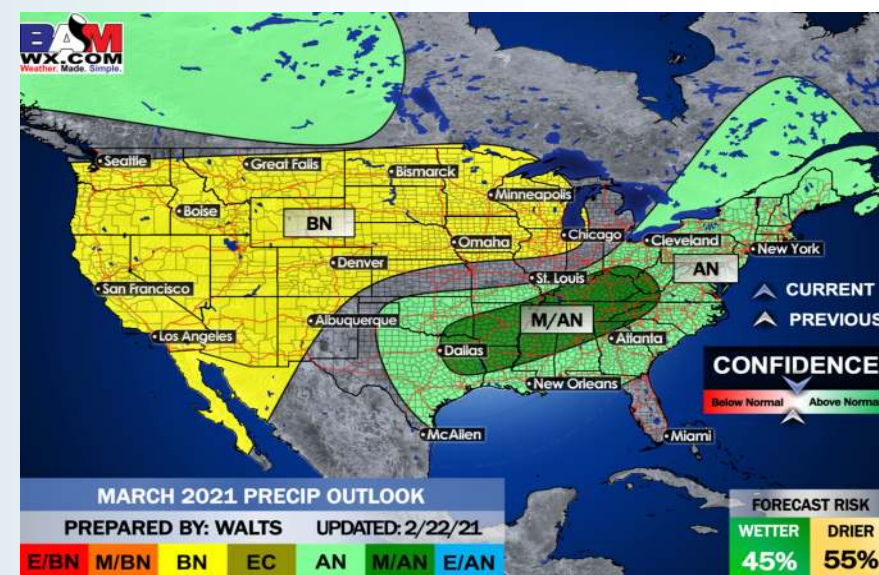 BAM
WX.COM
Weather. Made. Simple.
Seattle
Great Falls
Bismarck
Minneapolis
Boise
BN
Omaha
Chicago
Cleveland
New York
Denver
San Francisco
St. Louis
AN
CURRENT
Los Angeles
Albuquerque
M/AN
PREVIOUS
Dallas
Atlanta
CONFIDENCE
New Orleans
Below Normal
Above Norma
McAllen
Miami
MARCH 2021 PRECIP OUTLOOK
PREPARED BY: WALTS UPDATED: 2/22/21
E/BN M/BN BN EC AN M/AN E/AN
FORECAST RISK
WETTER DRIER
45% 55%